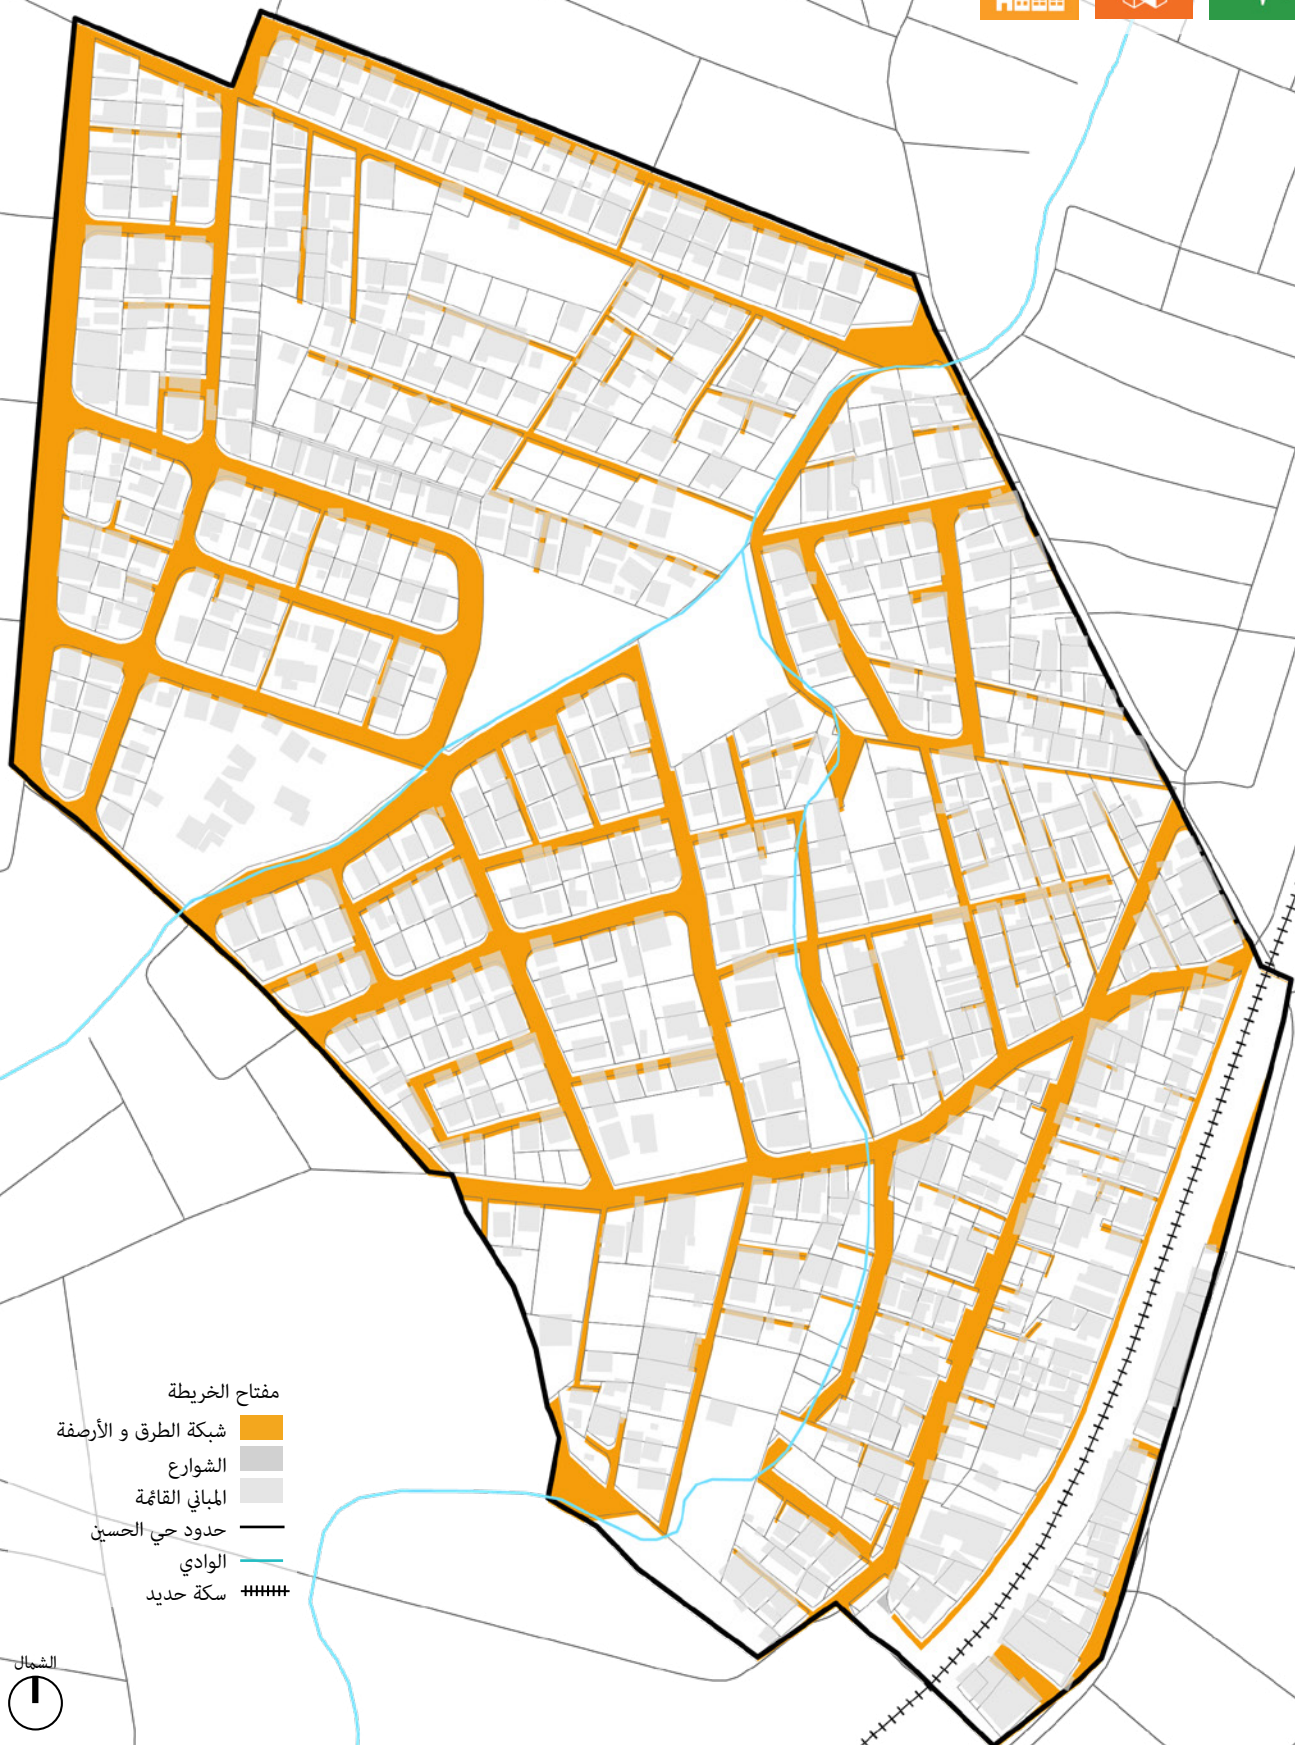 مفتاح الخريطة
شبكة الطرق و الأرصفة
الشوارع
المباني القائمة
حدود حي الحسين
الوادي
سكة حديد
الشمال